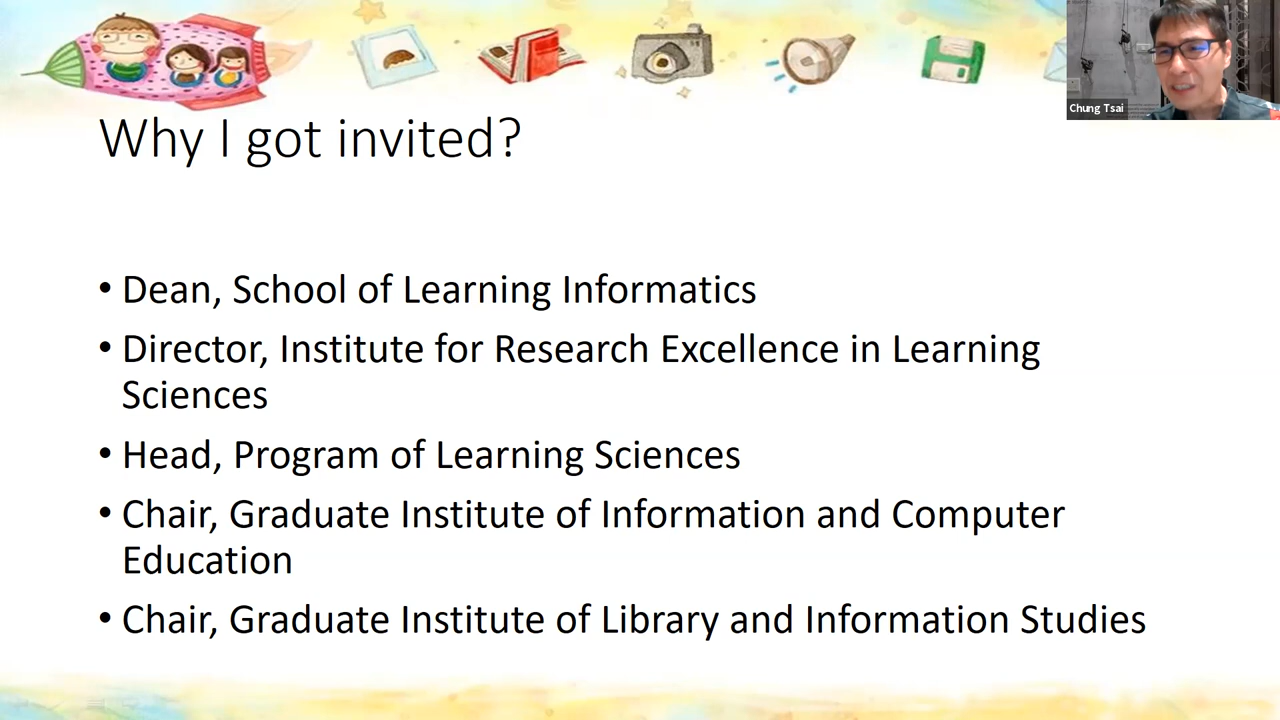 Chung Tsai
Why I got invited?
• Dean, School of Learning Informatics
• Director, Institute for Research Excellence in Learning
Sciences
• Head, Program of Learning Sciences
• Chair, Graduate Institute of Information and Computer
Education
• Chair, Graduate Institute of Library and Information Studies